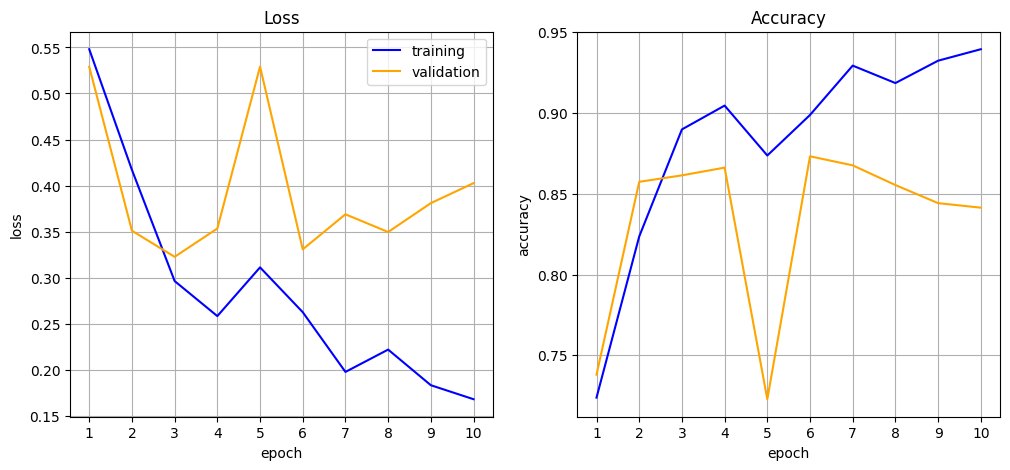 Loss
0.55
0.50
0.45
0.40
0.35
0.30
0.25
0.20
0.15
loss
training
validation
1 2 3 4 5 6 7 8 9 10
epoch
Accuracy
0.95
0.90
0.85
0.80
0.75
accuracy
1 2 3 4 5 6 7 8 9 10
epoch